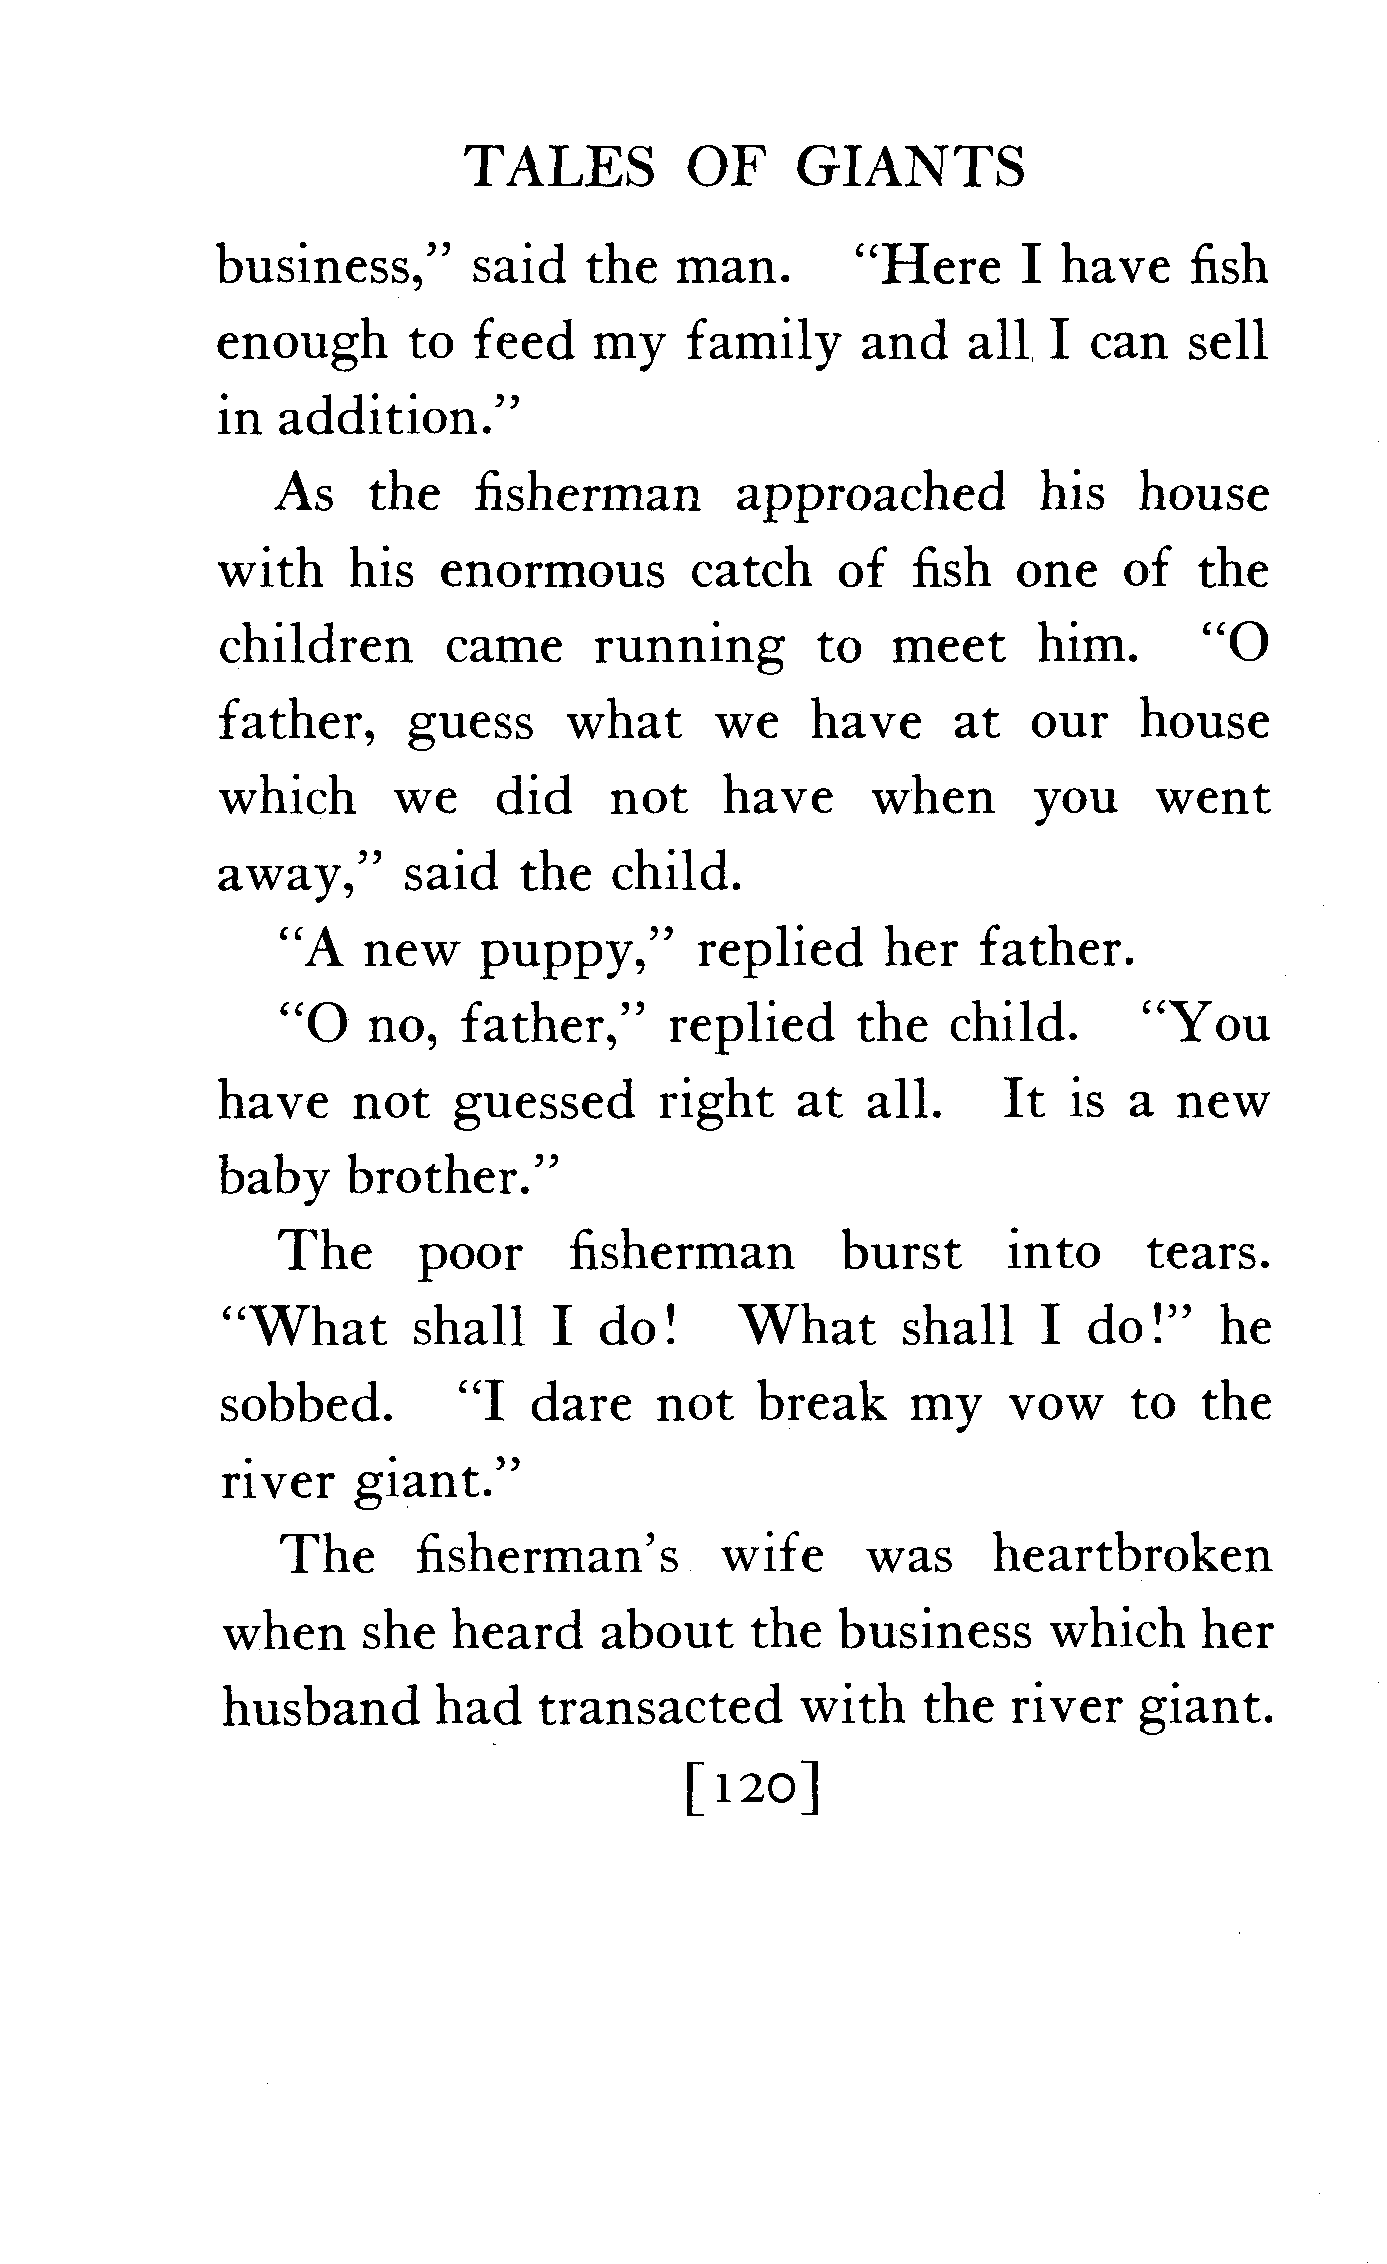 TALES OF GIANTS
business," said the man. "Here I have fish
enough to feed my family and all I can sell
in addition."
As the fisherman approached his house
with his enormous catch of fish one of the
children came running to meet him. "O
father, guess what we have at our house
which we did not have when you went
away," said the child.
"A new puppy," replied her father.
"O no, father," replied the child. "You
have not guessed right at all. It is a new
baby brother."
The poor fisherman burst into tears.
"What shall I do! What shall I do!" he
sobbed. "I dare not break my vow to the
river giant."
The fisherman's wife was heartbroken
when she heard about the business which her
husband had transacted with the river giant.
[120]